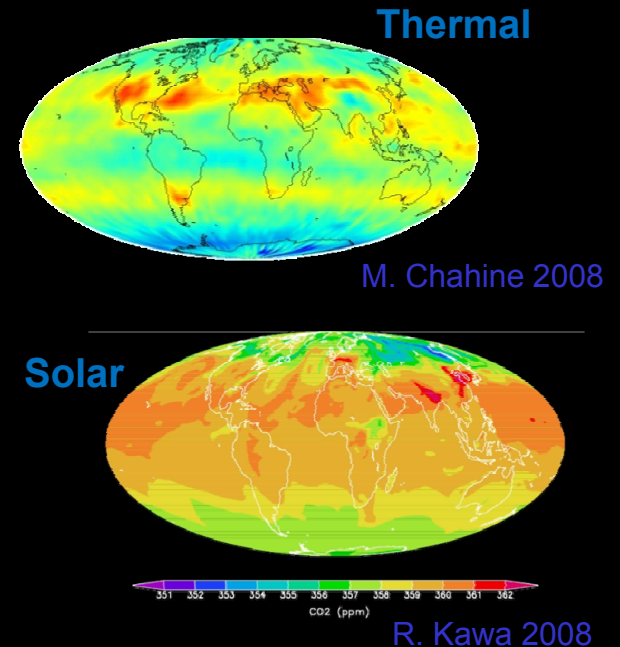 Thermal
M. Chahine 2008
Solar
351 352 353 354 355 356 357 358 359 360 361 362
CO2 (ppm)
R. Kawa 2008